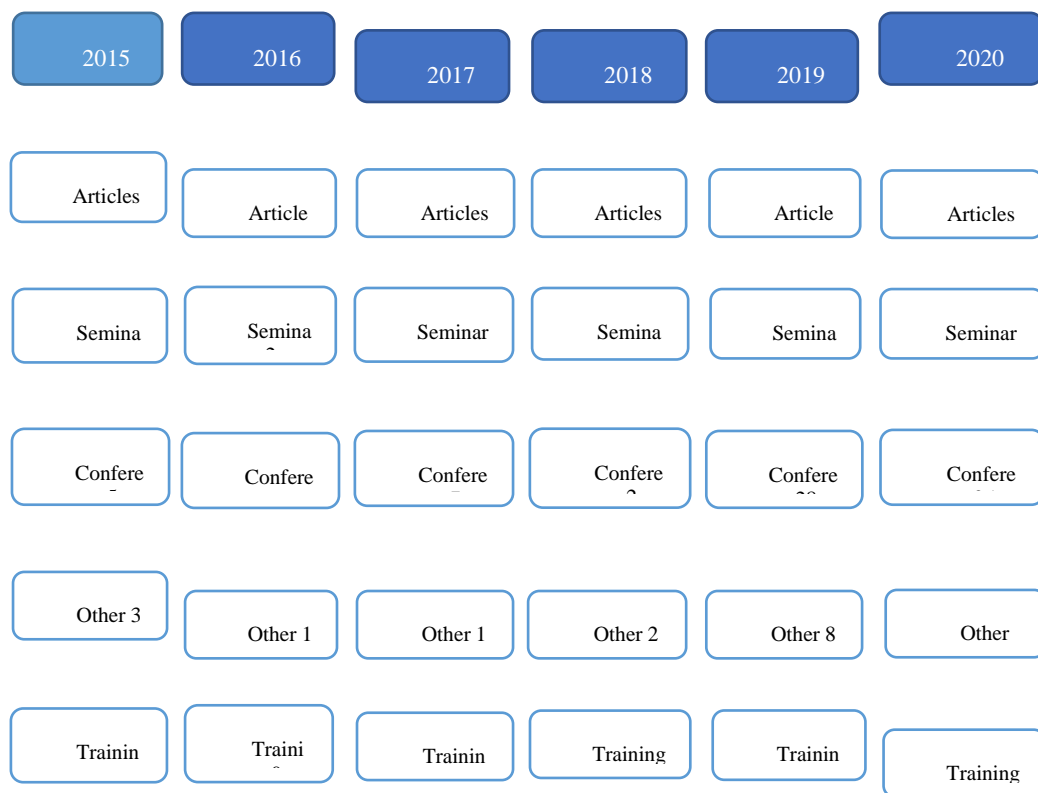 2015
2016
2017
2018
2019
2020
Articles
Article
Articles
Articles
Article
Articles
Semina
Semina
Seminar
Semina
Semina
Seminar
Confere
Confere
Confere
Confere
Confere
Confere
Other 3
Other 1
Other 1
Other 2
Other 8
Other
Trainin
Traini
Trainin
Training
Trainin
Training